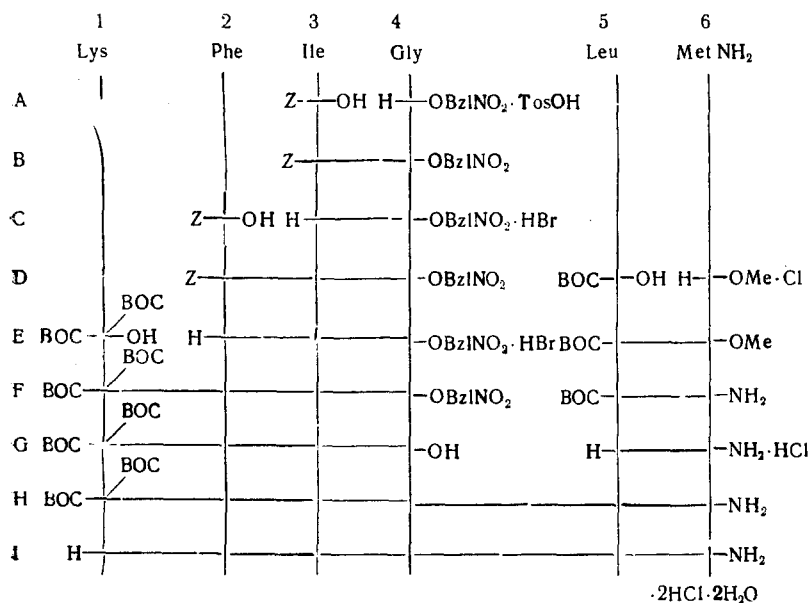 1 2 3 4 5 6
Lys Phe Ile Gly Leu Met NH₂
A Z OH H OBzlNO₂·TosOH
B Z OBzlNO₂
C Z OH H OBzlNO₂·HBr
D Z OBzlNO₂ BOC OH H OMe·Cl
BOC
E BOC OH H OBzlNO₂·HBr BOC OMe
BOC
F BOC OBzlNO₂ BOC NH₂
BOC
G BOC OH H NH₂·HCl
BOC
H BOC NH₂
I H NH₂
·2HCl·2H₂O